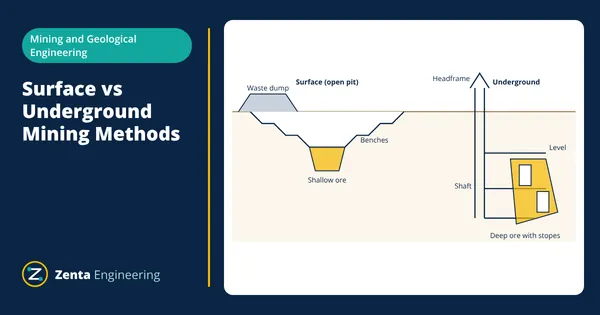 Mining and Geological
Engineering
Surface vs
Underground
Mining Methods
Zenta Engineering
Waste dump
Surface (open pit)
Headframe
Underground
Benches
Level
Shallow ore
Shaft
Deep ore with stopes